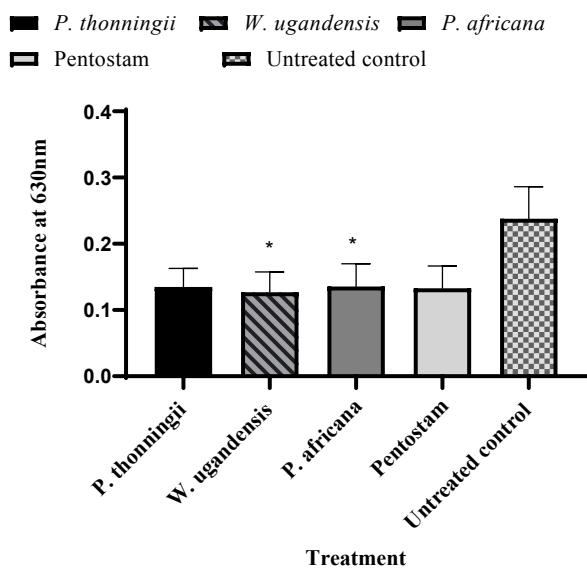 P. thonningii W. ugandensis P. africana
Pentostam Untreated control
0.4
0.3
0.2
0.1
0.0
Absorbance at 630nm
* *
P. thonningii
W. ugandensis
P. africana
Pentostam
Untreated control
Treatment